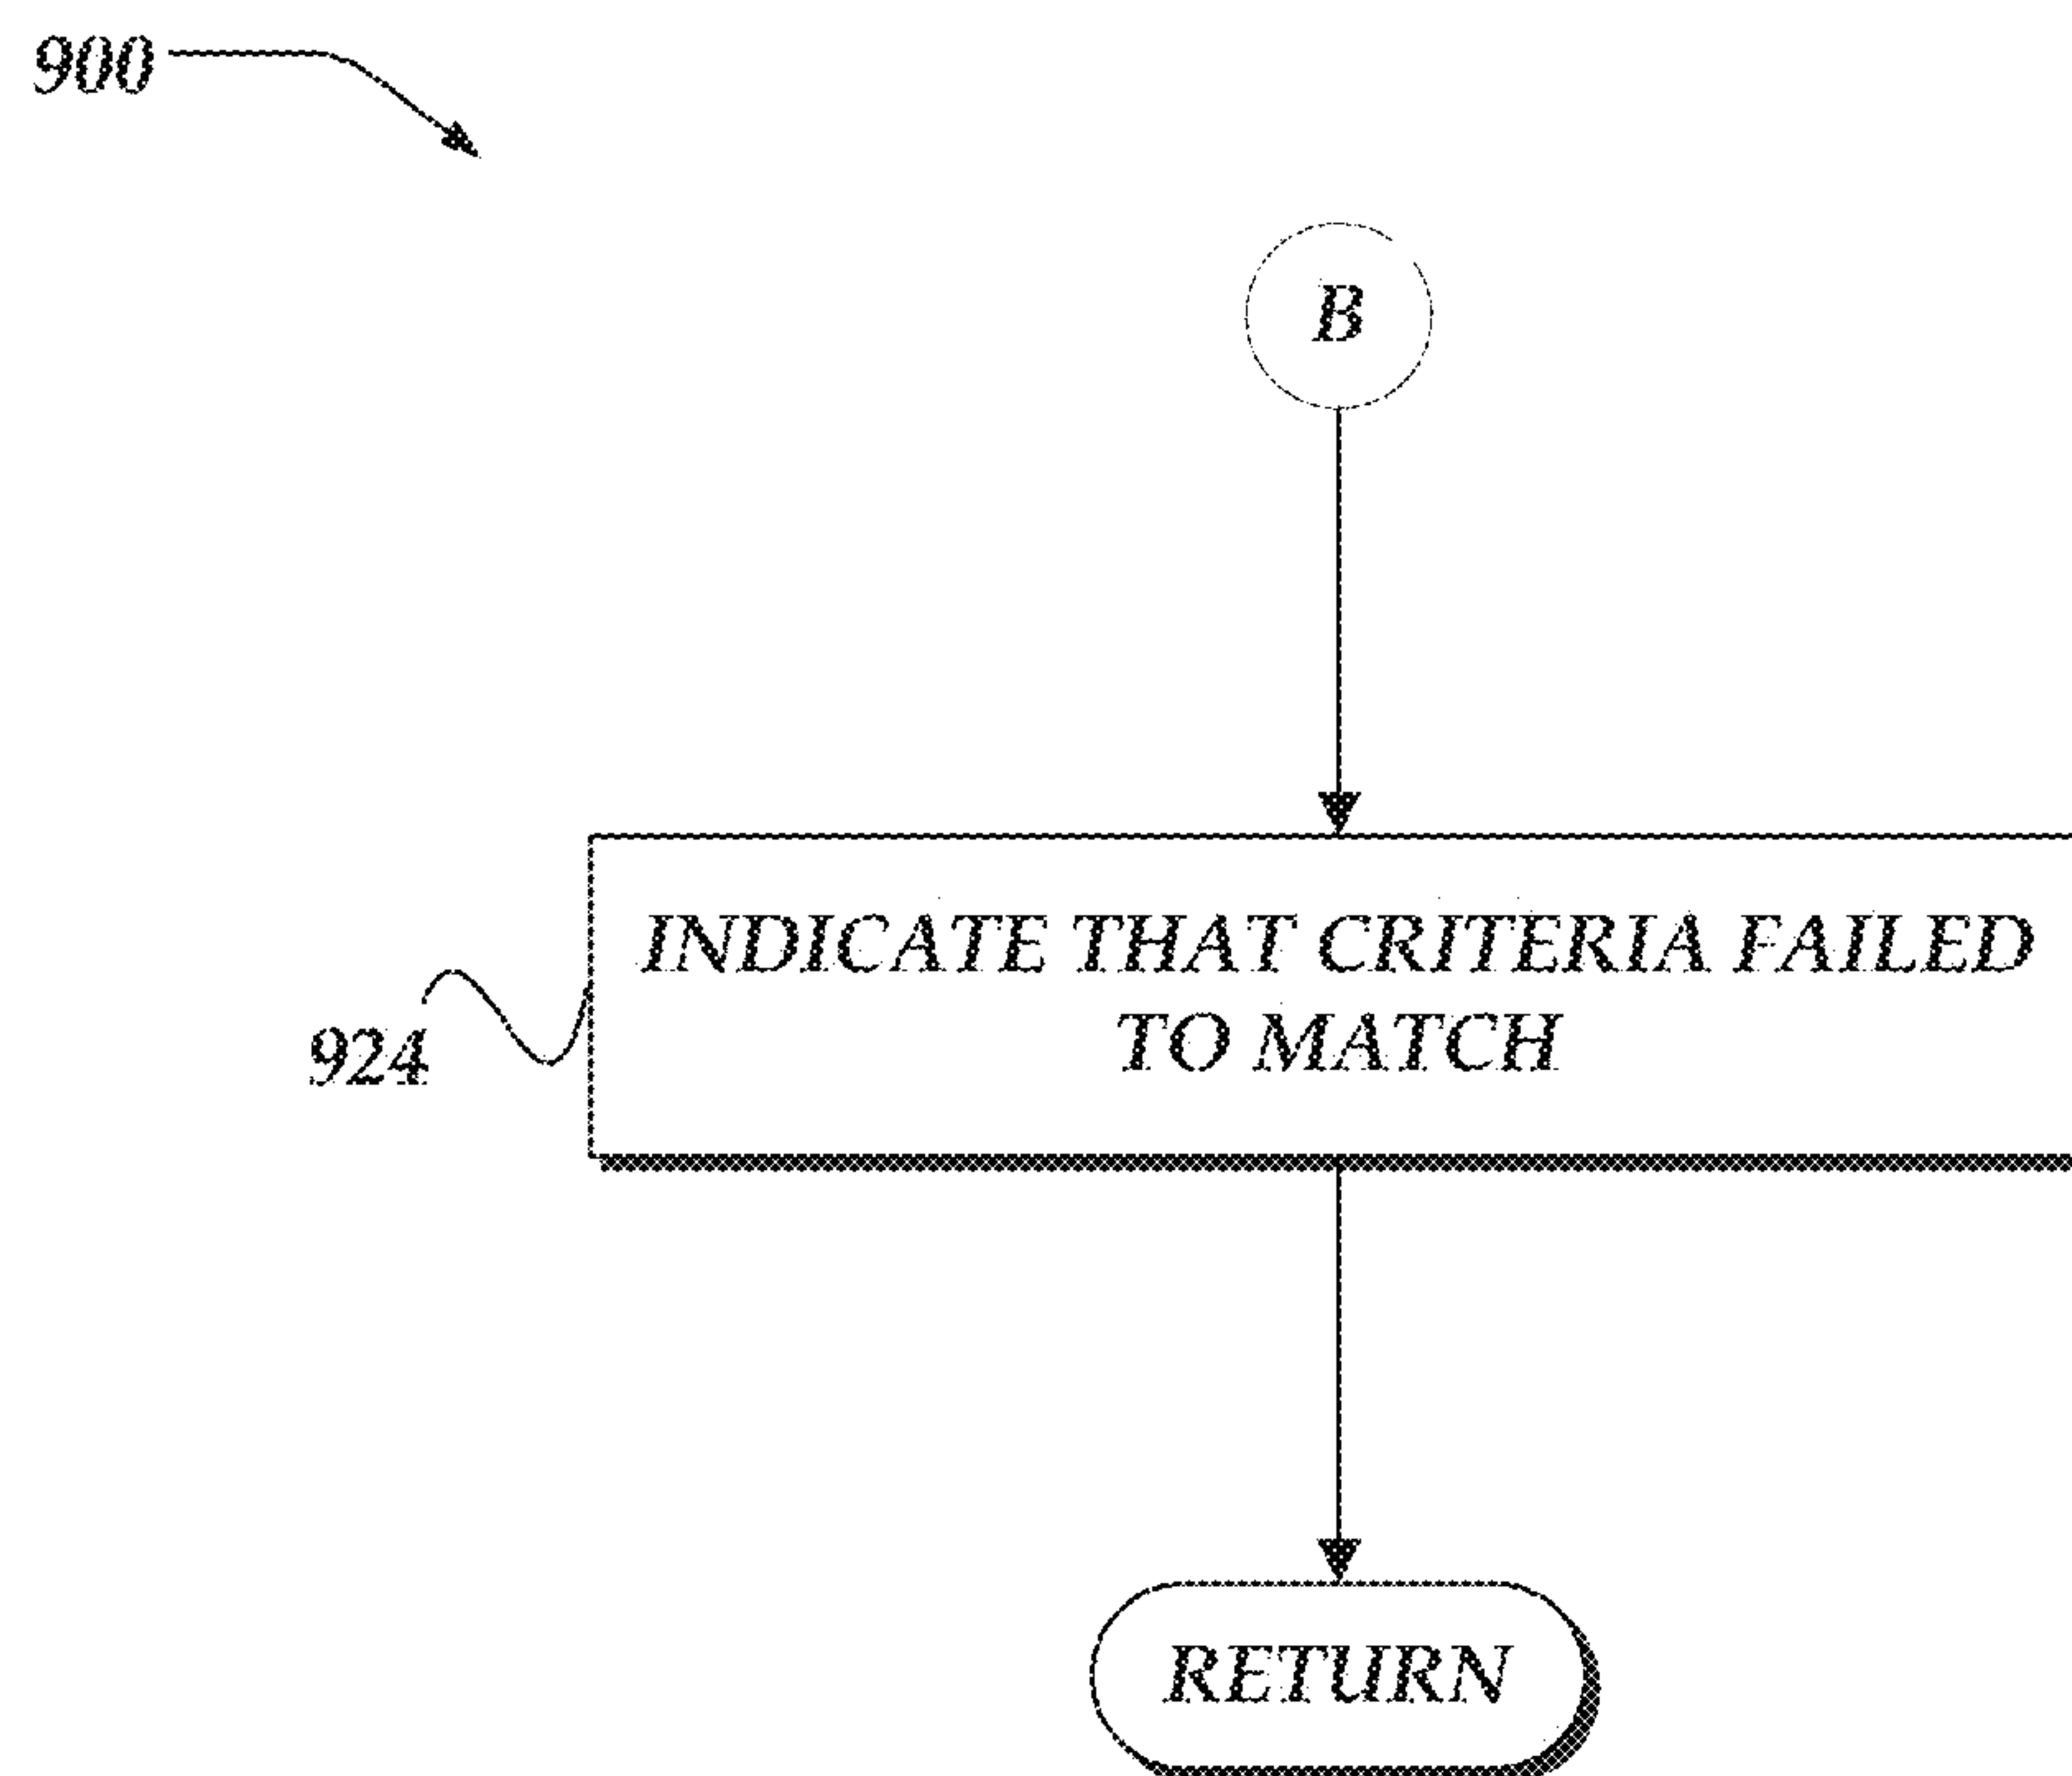 900
B
INDICATE THAT CRITERIA FAILED
TO MATCH
924
RETURN